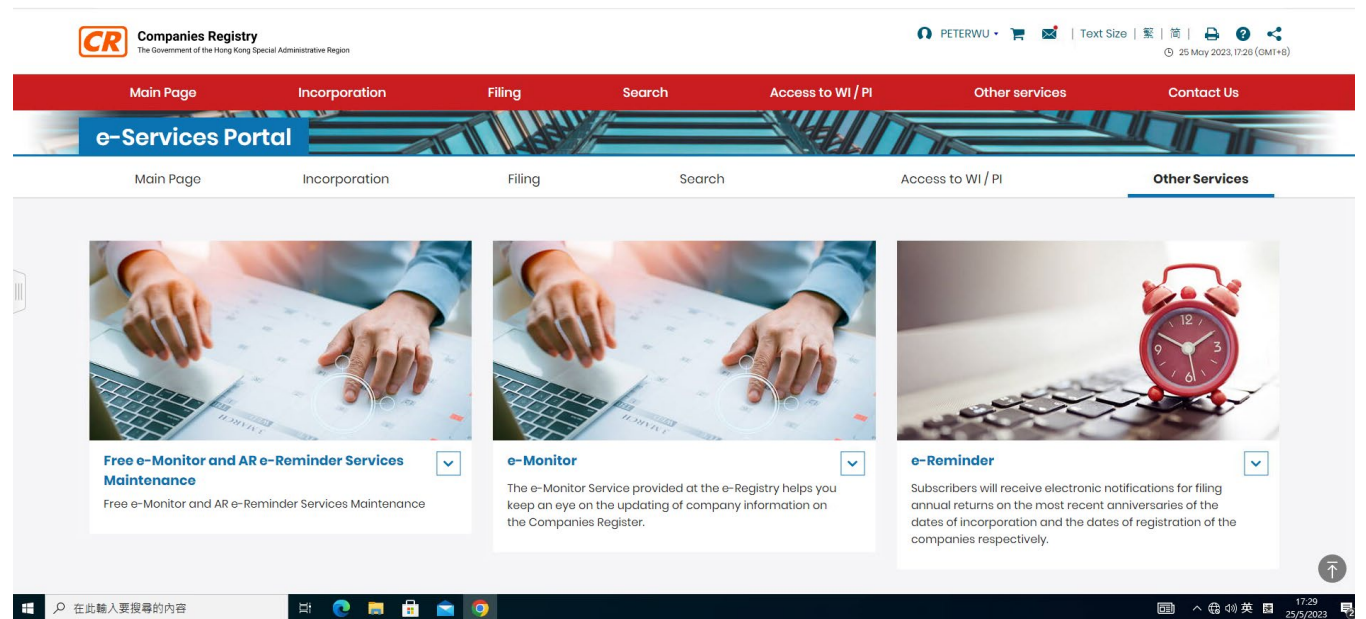 CR Companies Registry
The Government of the Hong Kong Special Administrative Region
PETERWU
Text Size | 繁 | 简 |
25 May 2023, 17:26 (GMT+8)
Main Page Incorporation Filing Search Access to WI / PI Other services Contact Us
e-Services Portal
Main Page Incorporation Filing Search Access to WI / PI Other Services
Free e-Monitor and AR e-Reminder Services
Maintenance
Free e-Monitor and AR e-Reminder Services Maintenance
e-Monitor
The e-Monitor Service provided at the e-Registry helps you
keep an eye on the updating of company information on
the Companies Register.
12
3
6
9
e-Reminder
Subscribers will receive electronic notifications for filing
annual returns on the most recent anniversaries of the
dates of incorporation and the dates of registration of the
companies respectively.
在此輸入要搜尋的內容
英
17:29
25/5/2023
2